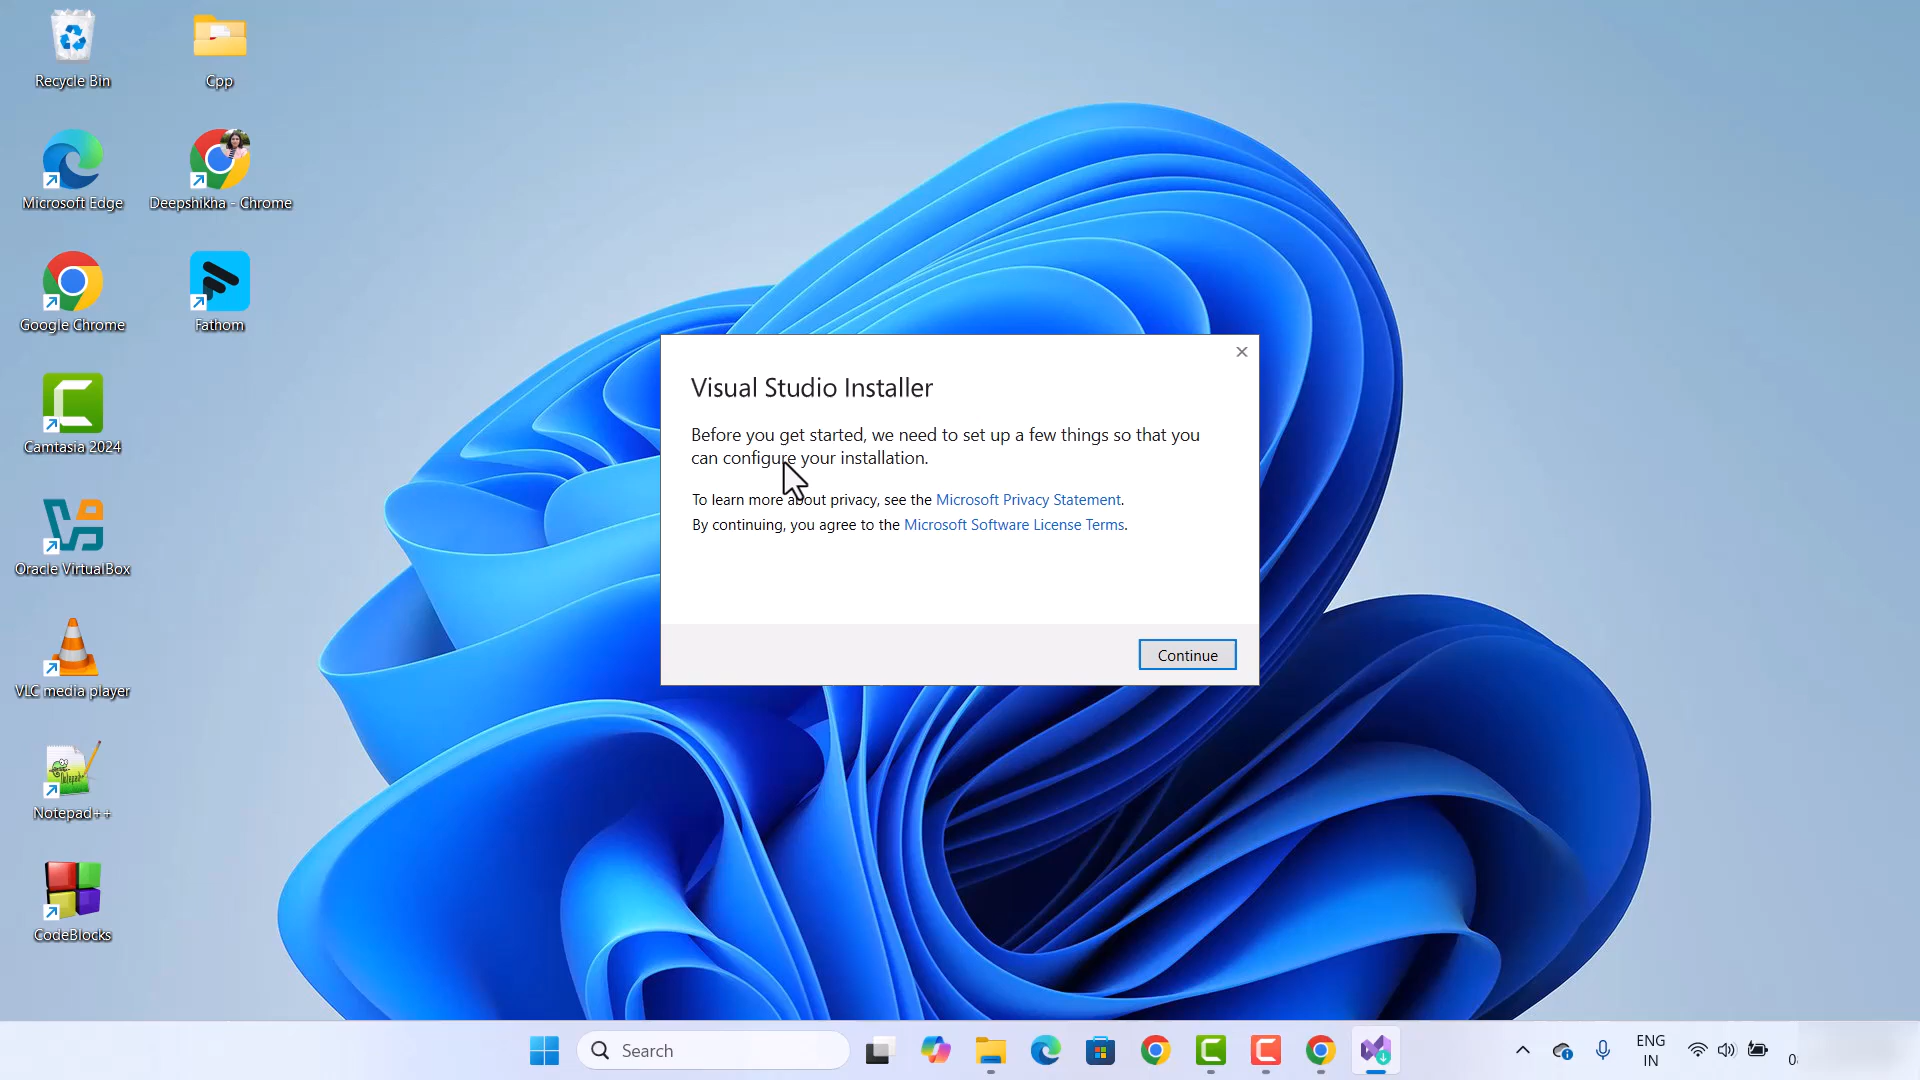 Recycle Bin
Cpp
Microsoft Edge
Deepshikha - Chrome
Google Chrome
Fathom
Camtasia 2024
Oracle VirtualBox
VLC media player
Notepad++
CodeBlocks
Visual Studio Installer
Before you get started, we need to set up a few things so that you
can configure your installation.
To learn more about privacy, see the Microsoft Privacy Statement.
By continuing, you agree to the Microsoft Software License Terms.
Continue
Search
ENG
IN